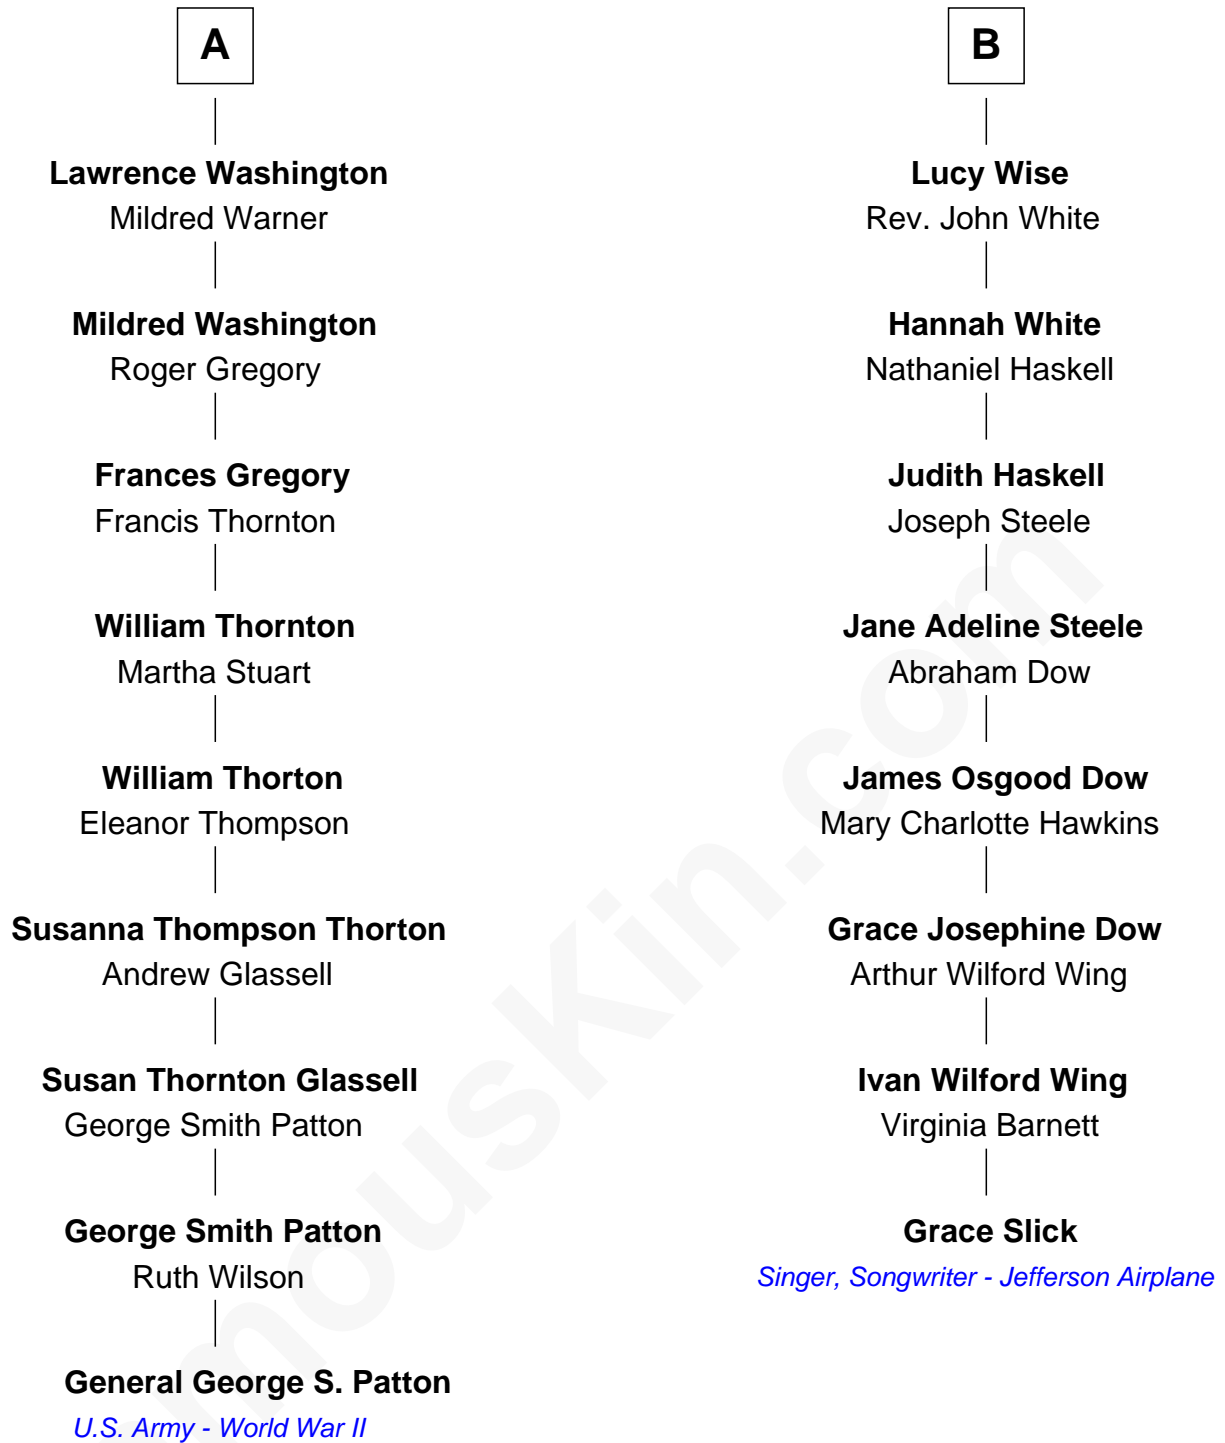 A
Lawrence Washington
Mildred Warner
Mildred Washington
Roger Gregory
Frances Gregory
Francis Thornton
William Thornton
Martha Stuart
William Thorton
Eleanor Thompson
Susanna Thompson Thorton
Andrew Glassell
Susan Thornton Glassell
George Smith Patton
George Smith Patton
Ruth Wilson
General George S. Patton
U.S. Army - World War II
B
Lucy Wise
Rev. John White
Hannah White
Nathaniel Haskell
Judith Haskell
Joseph Steele
Jane Adeline Steele
Abraham Dow
James Osgood Dow
Mary Charlotte Hawkins
Grace Josephine Dow
Arthur Wilford Wing
Ivan Wilford Wing
Virginia Barnett
Grace Slick
Singer, Songwriter - Jefferson Airplane
mousKin.com